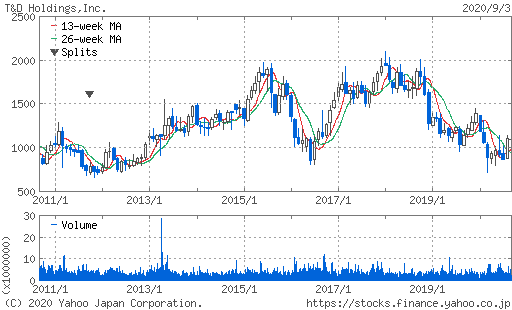 T&D Holdings,Inc. 2020/9/3
2500
13-week MA
26-week MA
Splits
2000
1500
1000
500
2011/1 2013/1 2015/1 2017/1 2019/1
30
Volume
20
10
0
(x1000000)
2011/1 2013/1 2015/1 2017/1 2019/1
(C) 2020 Yahoo Japan Corporation. https://stocks.finance.yahoo.co.jp/